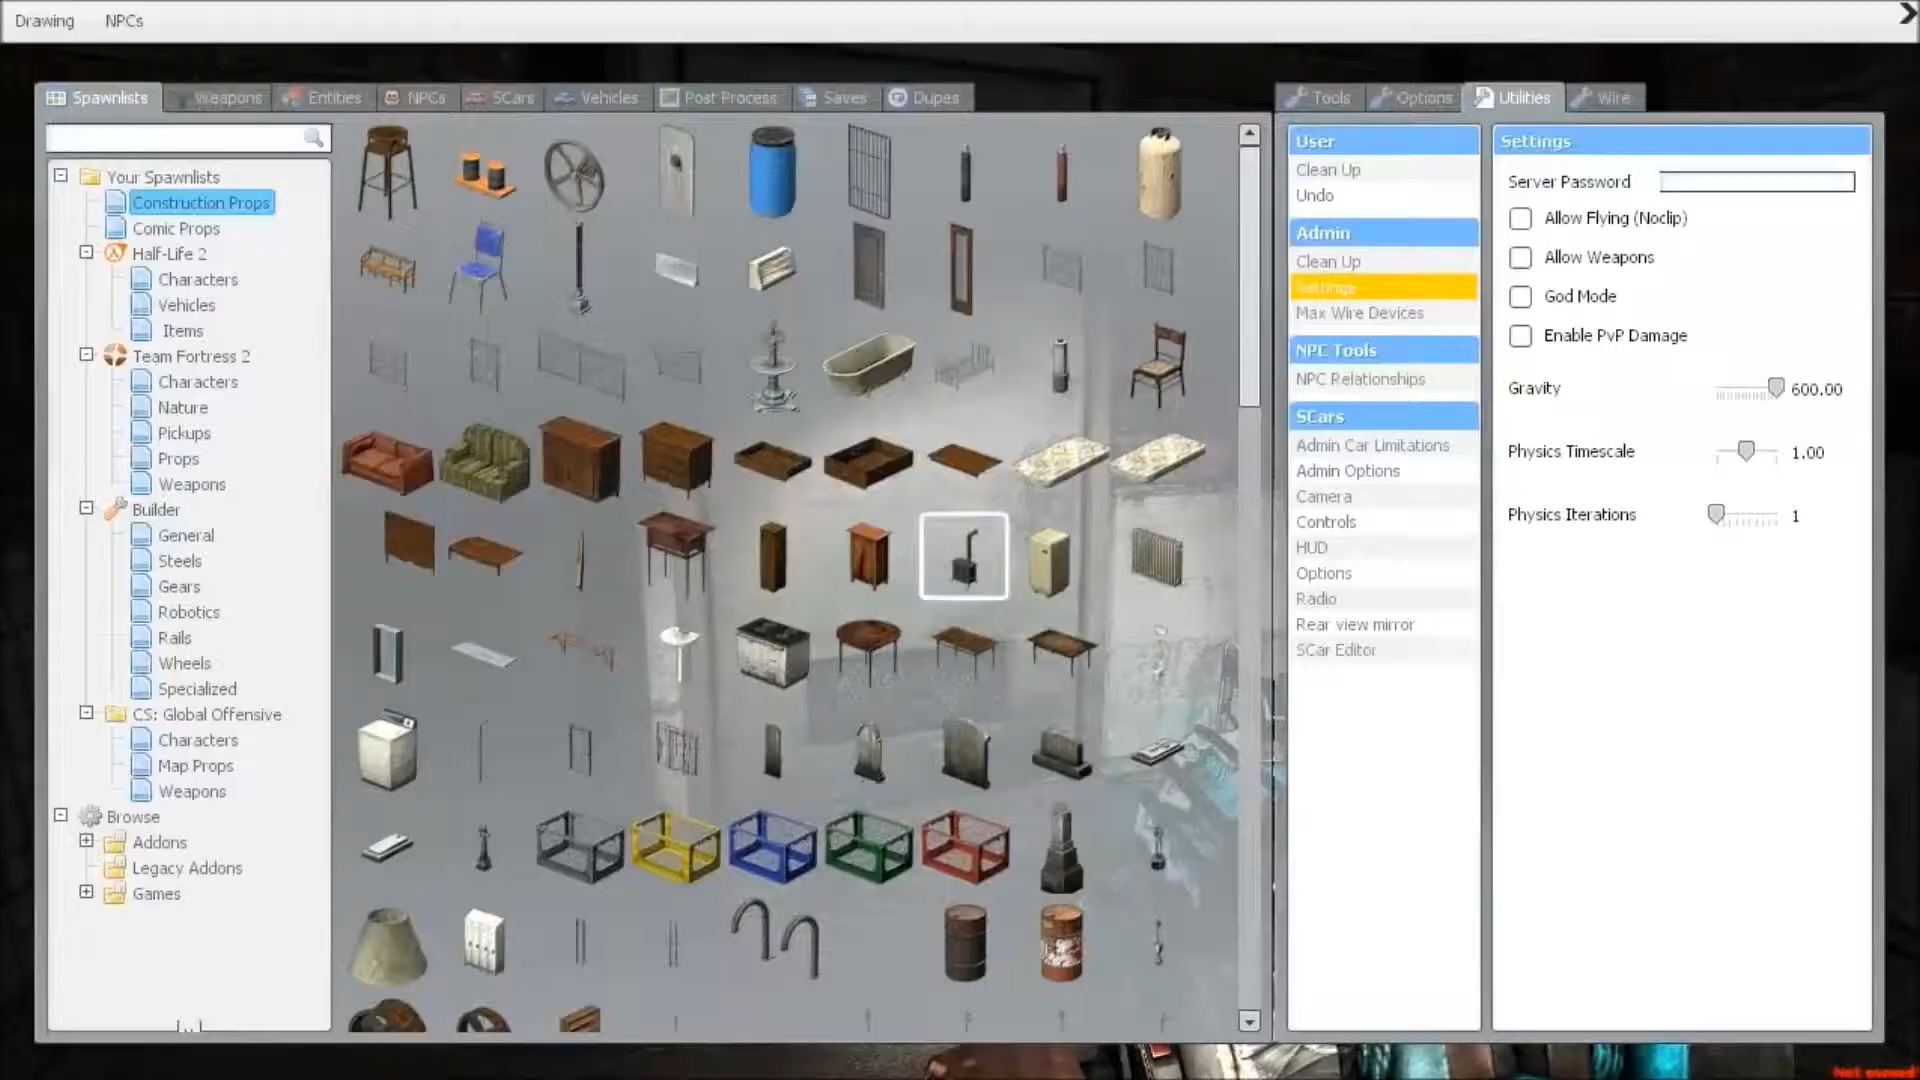 Drawing NPCs
Spawnlists Weapons Entities NPCs SCars Vehicles Post Process Saves Dupes
Your Spawnlists
Construction Props
Comic Props
Half-Life 2
Characters
Vehicles
Items
Team Fortress 2
Characters
Nature
Pickups
Props
Weapons
Builder
General
Steels
Gears
Robotics
Rails
Wheels
Specialized
CS: Global Offensive
Characters
Map Props
Weapons
Browse
Addons
Legacy Addons
Games
Tools Options Utilities Wire
User
Clean Up
Undo
Admin
Clean Up
Settings
Max Wire Devices
NPC Tools
NPC Relationships
SCars
Admin Car Limitations
Admin Options
Camera
Controls
HUD
Options
Radio
Rear view mirror
SCar Editor
Settings
Server Password
Allow Flying (Noclip)
Allow Weapons
God Mode
Enable PvP Damage
Gravity 600.00
Physics Timescale 1.00
Physics Iterations 1
Not owned